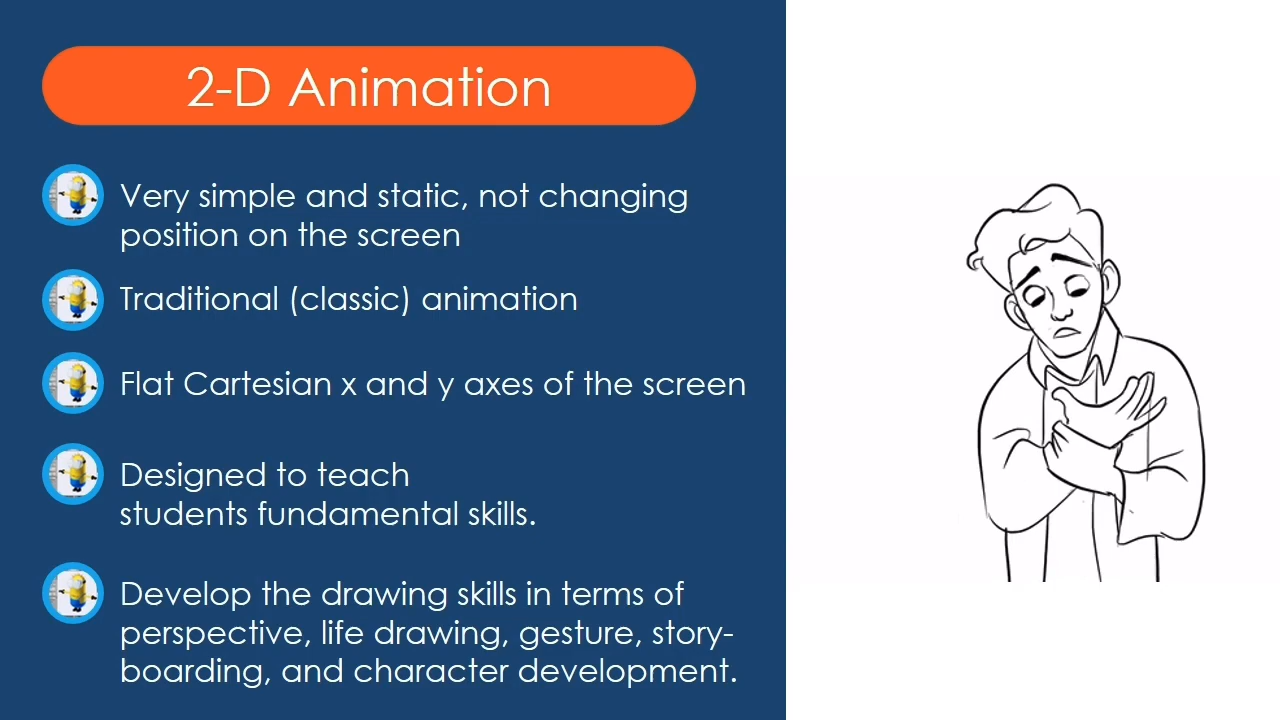 2-D Animation
Very simple and static, not changing
position on the screen
Traditional (classic) animation
Flat Cartesian x and y axes of the screen
Designed to teach
students fundamental skills.
Develop the drawing skills in terms of
perspective, life drawing, gesture, story-
boarding, and character development.